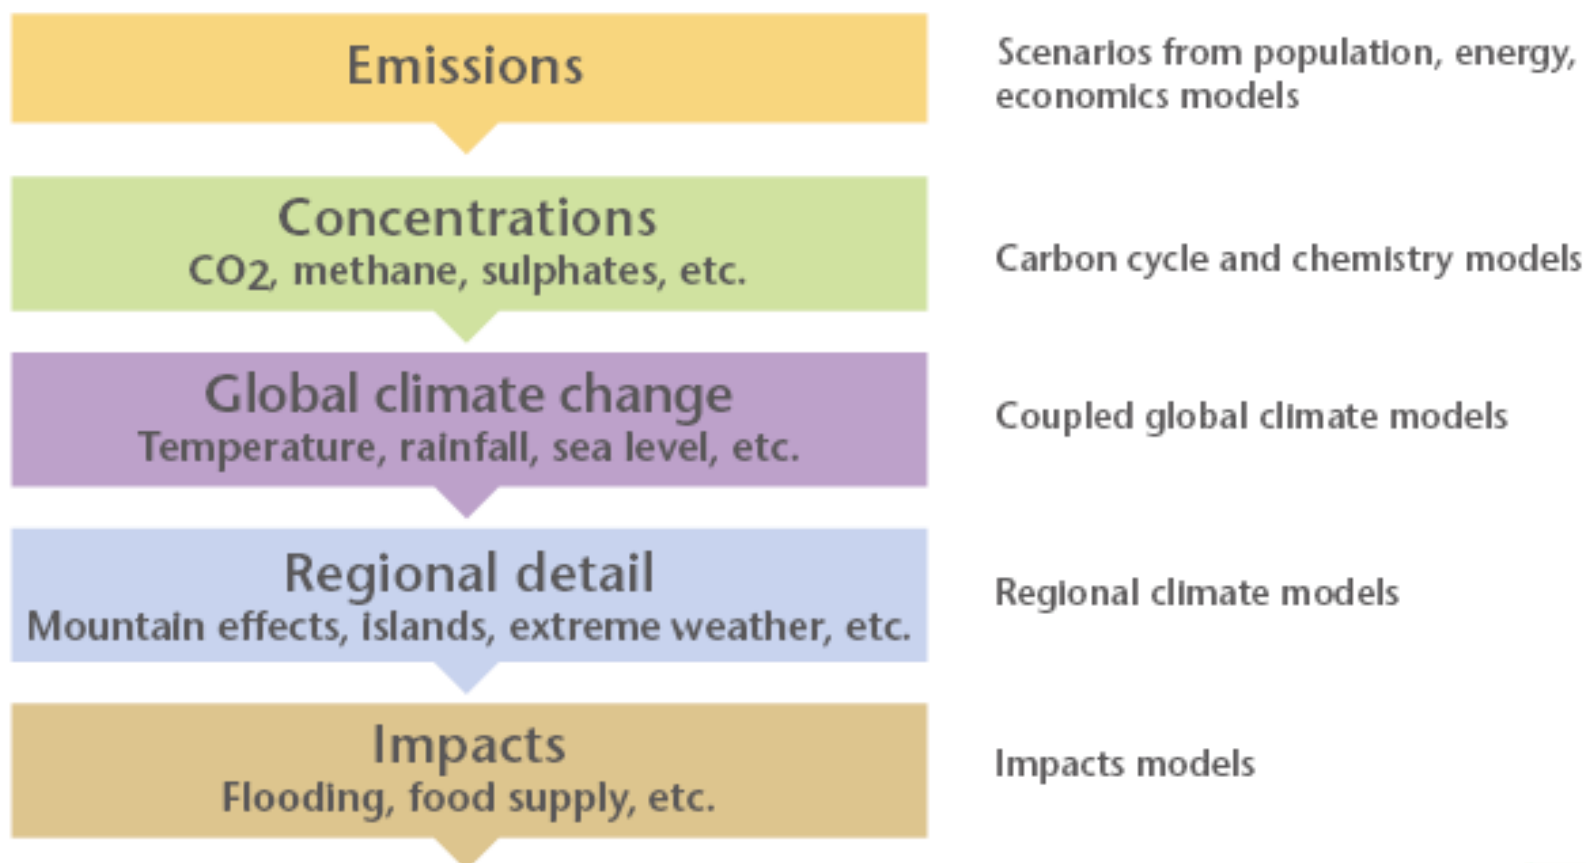 Emissions
Scenarios from population, energy,
economics models
Concentrations
CO2, methane, sulphates, etc.
Carbon cycle and chemistry models
Global climate change
Temperature, rainfall, sea level, etc.
Coupled global climate models
Regional detail
Mountain effects, islands, extreme weather, etc.
Regional climate models
Impacts
Flooding, food supply, etc.
Impacts models